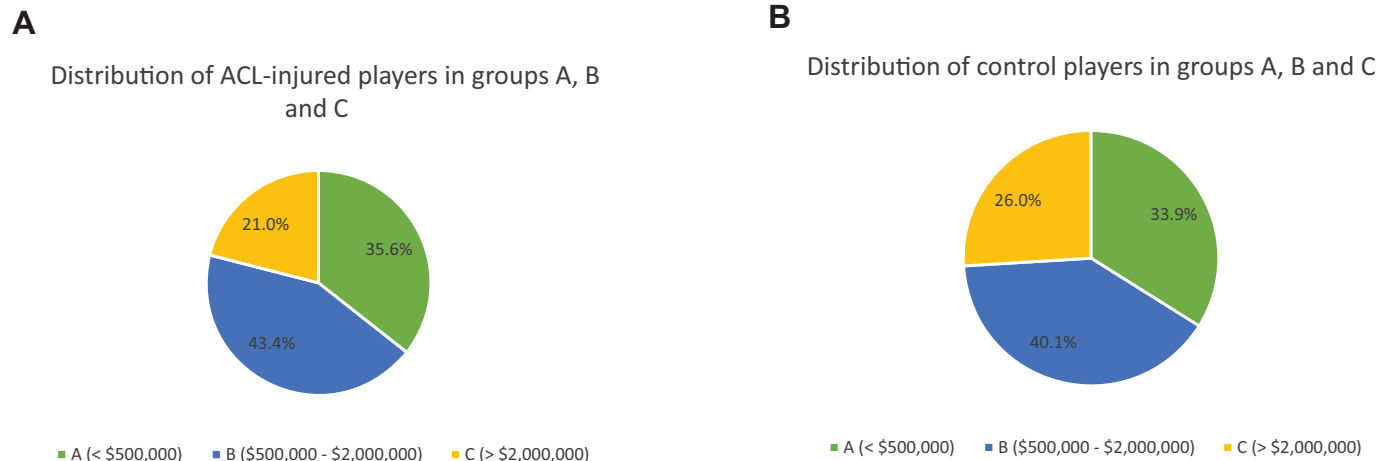 A
Distribution of ACL-injured players in groups A, B
and C
21.0%
35.6%
43.4%
A (< $500,000)
B ($500,000 - $2,000,000)
C (> $2,000,000)
B
Distribution of control players in groups A, B and C
26.0%
33.9%
40.1%
A (< $500,000)
B ($500,000 - $2,000,000)
C (> $2,000,000)